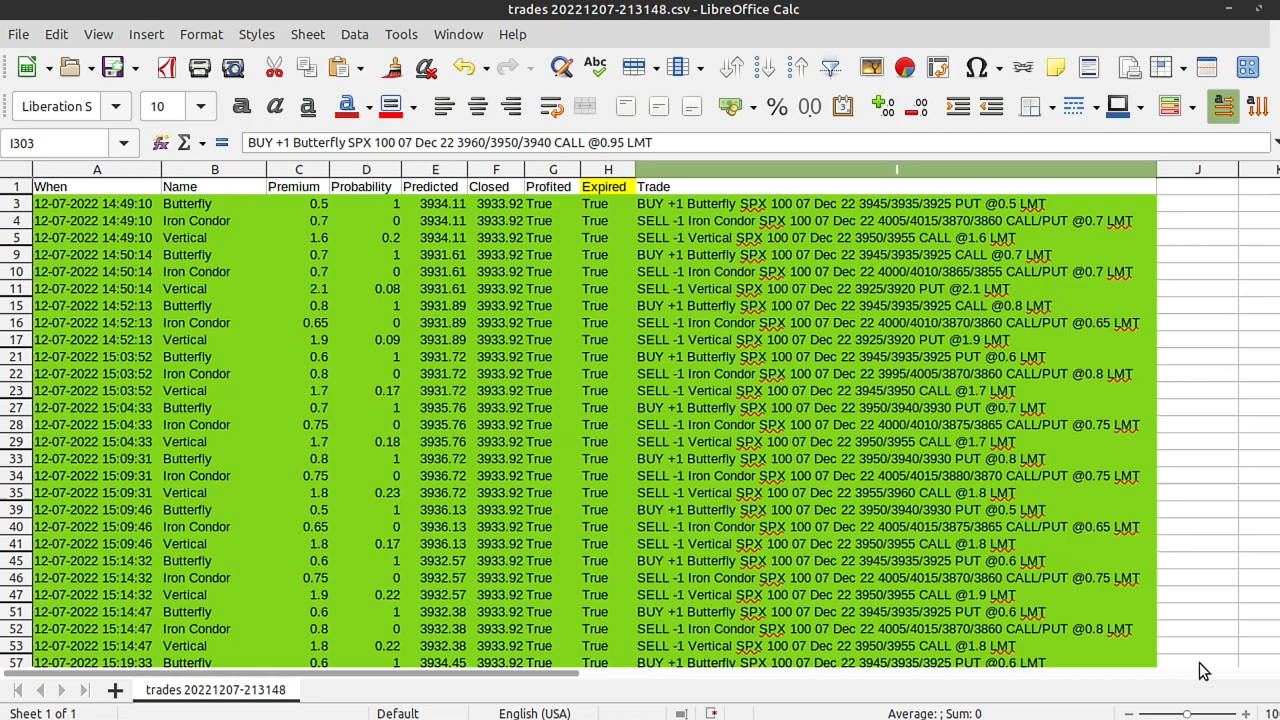 trades 20221207-213148.csv - LibreOffice Calc
File Edit View Insert Format Styles Sheet Data Tools Window Help
Liberation S 10
I303 BUY +1 Butterfly SPX 100 07 Dec 22 3960/3950/3940 CALL @0.95 LMT
A B C D E F G H I J K
1 When Name Premium Probability Predicted Closed Profited Expired Trade
3 12-07-2022 14:49:10 Butterfly 0.5 1 3934.11 3933.92 True True BUY +1 Butterfly SPX 100 07 Dec 22 3945/3935/3925 PUT @0.5 LMT
4 12-07-2022 14:49:10 Iron Condor 0.7 0 3934.11 3933.92 True True SELL -1 Iron Condor SPX 100 07 Dec 22 4005/4015/3870/3860 CALL/PUT @0.7 LMT
5 12-07-2022 14:49:10 Vertical 1.6 0.2 3934.11 3933.92 True True SELL -1 Vertical SPX 100 07 Dec 22 3950/3955 CALL @1.6 LMT
9 12-07-2022 14:50:14 Butterfly 0.7 1 3931.61 3933.92 True True BUY +1 Butterfly SPX 100 07 Dec 22 3945/3935/3925 CALL @0.7 LMT
10 12-07-2022 14:50:14 Iron Condor 0.7 0 3931.61 3933.92 True True SELL -1 Iron Condor SPX 100 07 Dec 22 4000/4010/3865/3855 CALL/PUT @0.7 LMT
11 12-07-2022 14:50:14 Vertical 2.1 0.08 3931.61 3933.92 True True SELL -1 Vertical SPX 100 07 Dec 22 3925/3920 PUT @2.1 LMT
15 12-07-2022 14:52:13 Butterfly 0.8 1 3931.89 3933.92 True True BUY +1 Butterfly SPX 100 07 Dec 22 3945/3935/3925 CALL @0.8 LMT
16 12-07-2022 14:52:13 Iron Condor 0.65 0 3931.89 3933.92 True True SELL -1 Iron Condor SPX 100 07 Dec 22 4000/4010/3870/3860 CALL/PUT @0.65 LMT
17 12-07-2022 14:52:13 Vertical 1.9 0.09 3931.89 3933.92 True True SELL -1 Vertical SPX 100 07 Dec 22 3925/3920 PUT @1.9 LMT
21 12-07-2022 15:03:52 Butterfly 0.6 1 3931.72 3933.92 True True BUY +1 Butterfly SPX 100 07 Dec 22 3945/3935/3925 PUT @0.6 LMT
22 12-07-2022 15:03:52 Iron Condor 0.8 0 3931.72 3933.92 True True SELL -1 Iron Condor SPX 100 07 Dec 22 3995/4005/3870/3860 CALL/PUT @0.8 LMT
23 12-07-2022 15:03:52 Vertical 1.7 0.17 3931.72 3933.92 True True SELL -1 Vertical SPX 100 07 Dec 22 3945/3950 CALL @1.7 LMT
27 12-07-2022 15:04:33 Butterfly 0.7 1 3935.76 3933.92 True True BUY +1 Butterfly SPX 100 07 Dec 22 3950/3940/3930 PUT @0.7 LMT
28 12-07-2022 15:04:33 Iron Condor 0.75 0 3935.76 3933.92 True True SELL -1 Iron Condor SPX 100 07 Dec 22 4005/4015/3870/3860 CALL/PUT @0.75 LMT
29 12-07-2022 15:04:33 Vertical 1.7 0.18 3935.76 3933.92 True True SELL -1 Vertical SPX 100 07 Dec 22 3950/3955 CALL @1.7 LMT
33 12-07-2022 15:09:31 Butterfly 0.8 1 3936.72 3933.92 True True BUY +1 Butterfly SPX 100 07 Dec 22 3950/3940/3930 PUT @0.8 LMT
34 12-07-2022 15:09:31 Iron Condor 0.75 0 3936.72 3933.92 True True SELL -1 Iron Condor SPX 100 07 Dec 22 4005/4015/3880/3870 CALL/PUT @0.75 LMT
35 12-07-2022 15:09:31 Vertical 1.8 0.23 3936.72 3933.92 True True SELL -1 Vertical SPX 100 07 Dec 22 3955/3960 CALL @1.8 LMT
39 12-07-2022 15:09:46 Butterfly 0.5 1 3936.13 3933.92 True True BUY +1 Butterfly SPX 100 07 Dec 22 3950/3940/3930 PUT @0.5 LMT
40 12-07-2022 15:09:46 Iron Condor 0.65 0 3936.13 3933.92 True True SELL -1 Iron Condor SPX 100 07 Dec 22 4005/4015/3875/3865 CALL/PUT @0.65 LMT
41 12-07-2022 15:09:46 Vertical 1.8 0.17 3936.13 3933.92 True True SELL -1 Vertical SPX 100 07 Dec 22 3950/3955 CALL @1.8 LMT
45 12-07-2022 15:14:32 Butterfly 0.6 1 3932.57 3933.92 True True BUY +1 Butterfly SPX 100 07 Dec 22 3945/3935/3925 PUT @0.6 LMT
46 12-07-2022 15:14:32 Iron Condor 0.75 0 3932.57 3933.92 True True SELL -1 Iron Condor SPX 100 07 Dec 22 4005/4015/3870/3860 CALL/PUT @0.75 LMT
47 12-07-2022 15:14:32 Vertical 1.9 0.22 3932.57 3933.92 True True SELL -1 Vertical SPX 100 07 Dec 22 3945/3950 CALL @1.9 LMT
51 12-07-2022 15:14:47 Butterfly 0.6 1 3932.38 3933.92 True True BUY +1 Butterfly SPX 100 07 Dec 22 3945/3935/3925 PUT @0.6 LMT
52 12-07-2022 15:14:47 Iron Condor 0.8 0 3932.38 3933.92 True True SELL -1 Iron Condor SPX 100 07 Dec 22 4005/4015/3870/3860 CALL/PUT @0.8 LMT
53 12-07-2022 15:14:47 Vertical 1.8 0.22 3932.38 3933.92 True True SELL -1 Vertical SPX 100 07 Dec 22 3945/3950 CALL @1.8 LMT
57 12-07-2022 15:19:33 Butterfly 0.6 1 3934.45 3933.92 True True BUY +1 Butterfly SPX 100 07 Dec 22 3945/3935/3925 PUT @0.6 LMT
trades 20221207-213148
Sheet 1 of 1 Default English (USA) Average: ; Sum: 0 10